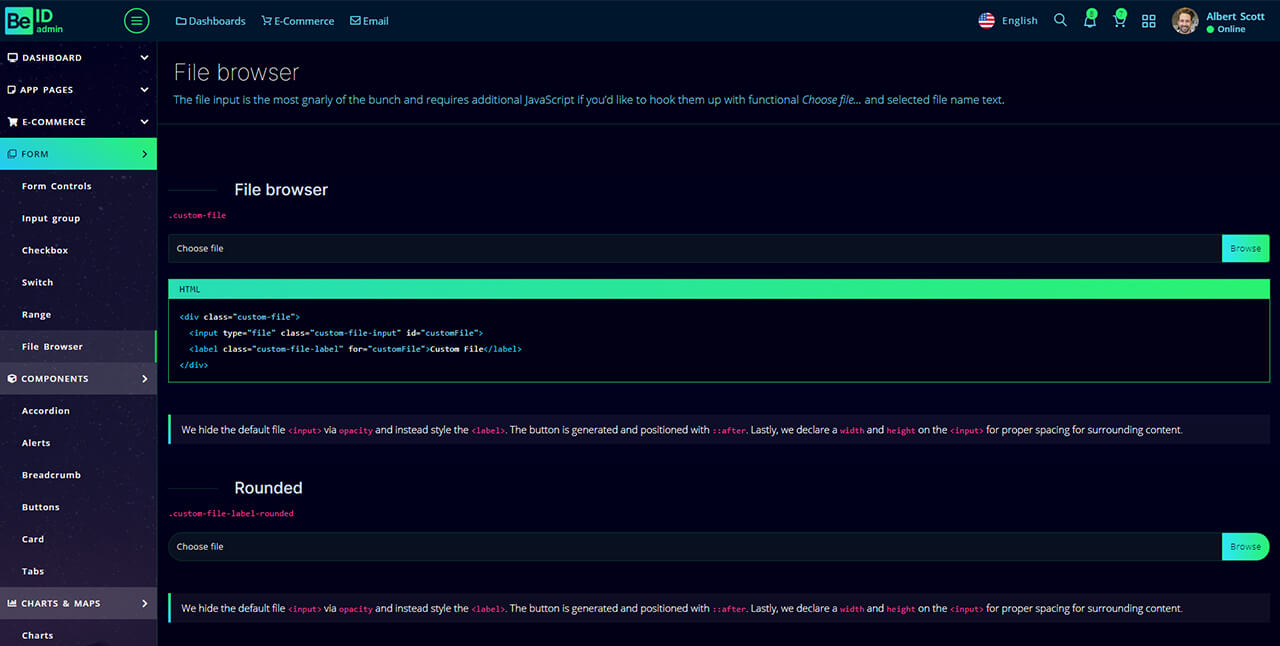 Be ID admin
Dashboards E-Commerce Email
English
Albert Scott
Online
DASHBOARD
APP PAGES
E-COMMERCE
FORM
Form Controls
Input group
Checkbox
Switch
Range
File Browser
COMPONENTS
Accordion
Alerts
Breadcrumb
Buttons
Card
Tabs
CHARTS & MAPS
Charts
File browser
The file input is the most gnarly of the bunch and requires additional JavaScript if you'd like to hook them up with functional Choose file... and selected file name text.
File browser
.custom-file
Choose file Browse
HTML
<div class="custom-file">
<input type="file" class="custom-file-input" id="customFile">
<label class="custom-file-label" for="customFile">Custom File</label>
</div>
We hide the default file <input> via opacity and instead style the <label>. The button is generated and positioned with ::after. Lastly, we declare a width and height on the <input> for proper spacing for surrounding content.
Rounded
.custom-file-label-rounded
Choose file Browse
We hide the default file <input> via opacity and instead style the <label>. The button is generated and positioned with ::after. Lastly, we declare a width and height on the <input> for proper spacing for surrounding content.